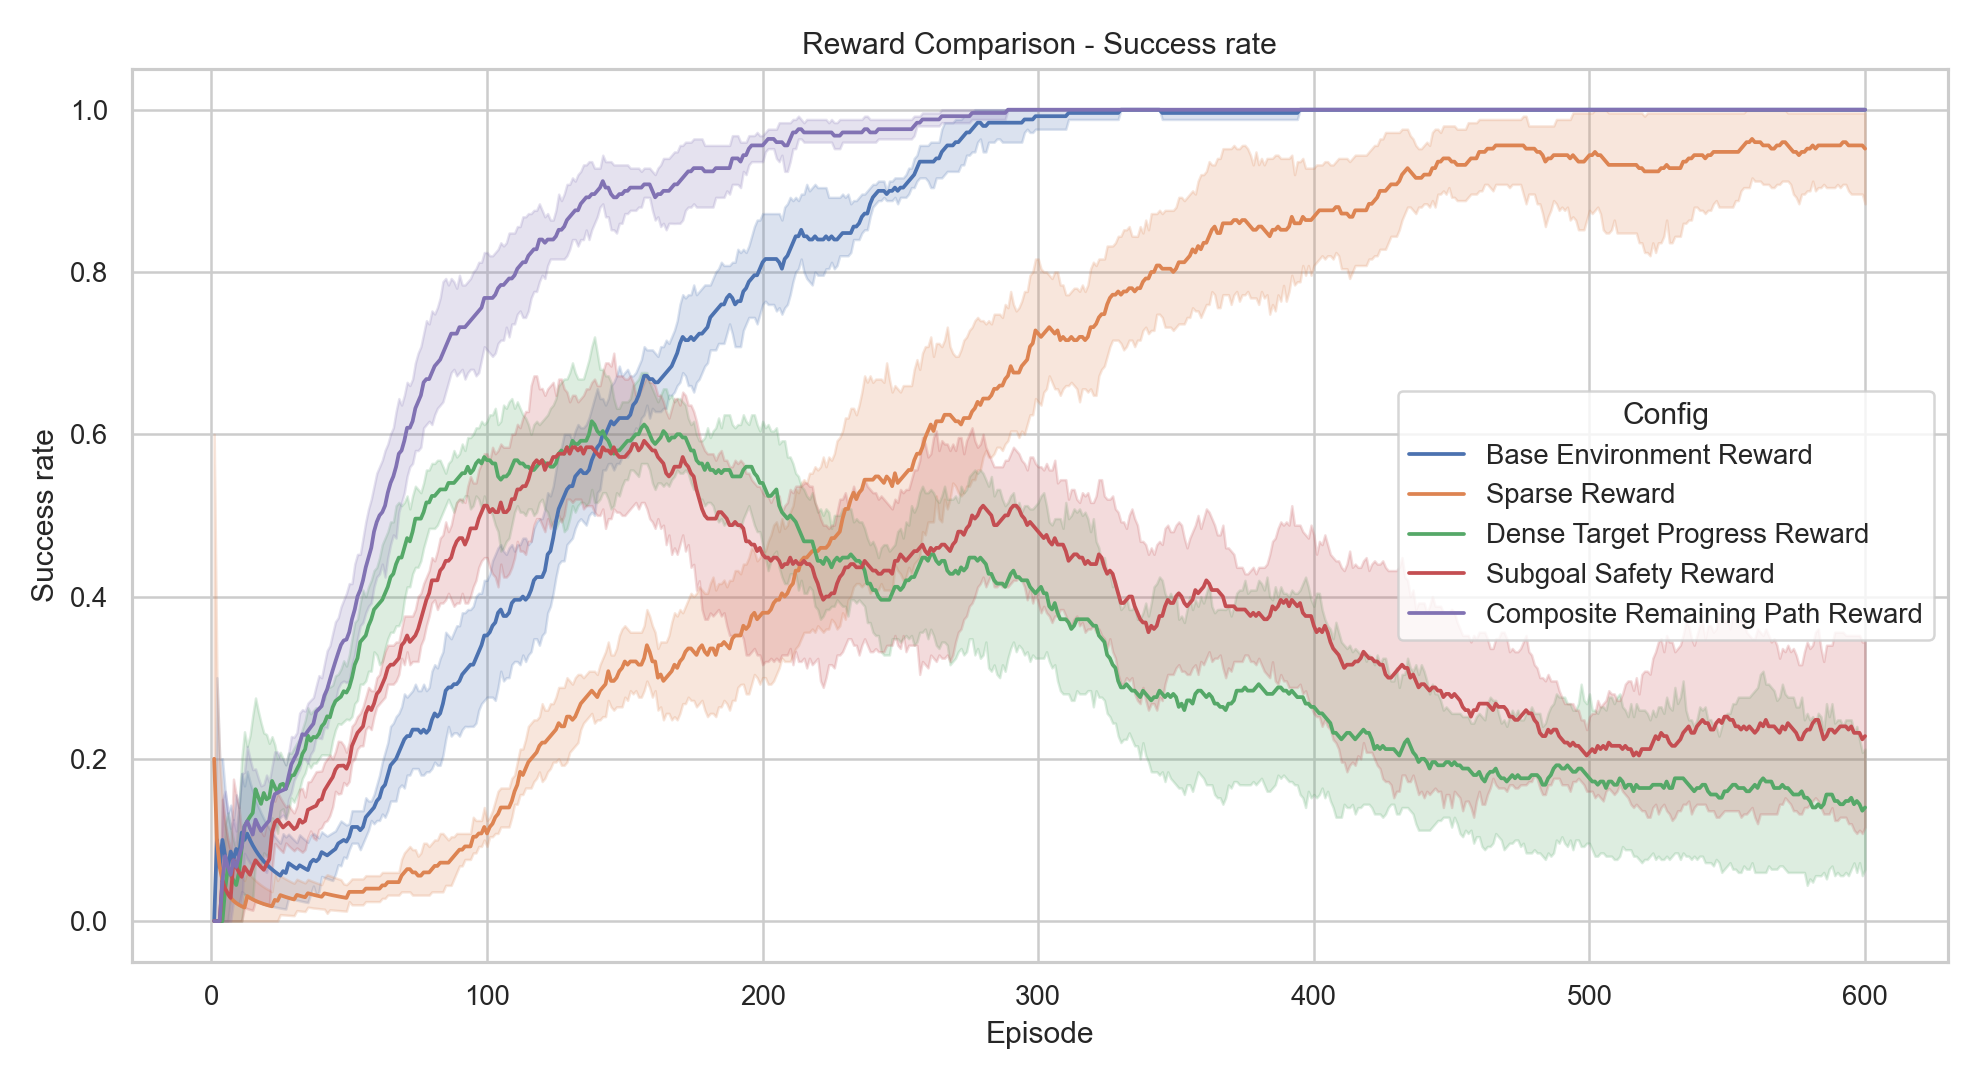 Reward Comparison - Success rate
1.0
0.8
0.6
0.4
0.2
0.0
Success rate
Config
Base Environment Reward
Sparse Reward
Dense Target Progress Reward
Subgoal Safety Reward
Composite Remaining Path Reward
0 100 200 300 400 500 600
Episode